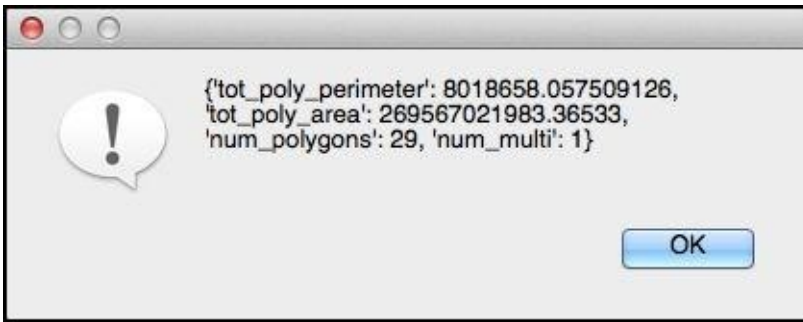 {'tot_poly_perimeter': 8018658.057509126,
'tot_poly_area': 269567021983.36533,
'num_polygons': 29, 'num_multi': 1}
OK